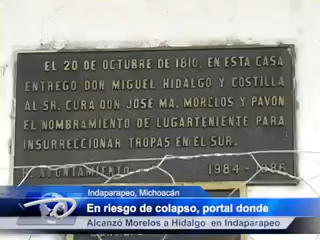 EL 20 DE OCTUBRE DE 1810, EN ESTA CASA
ENTREGO DON MIGUEL HIDALGO Y COSTILLA
AL SR. CURA DON JOSE MA. MORELOS Y PAVON
EL NOMBRAMIENTO DE LUGARTENIENTE PARA
INSURRECCIONAR TROPAS EN EL SUR.
AYUNTAMIENTO 1984-1986
Indaparapeo, Michoacán
En riesgo de colapso, portal donde
Alcanzó Morelos a Hidalgo en Indaparapeo